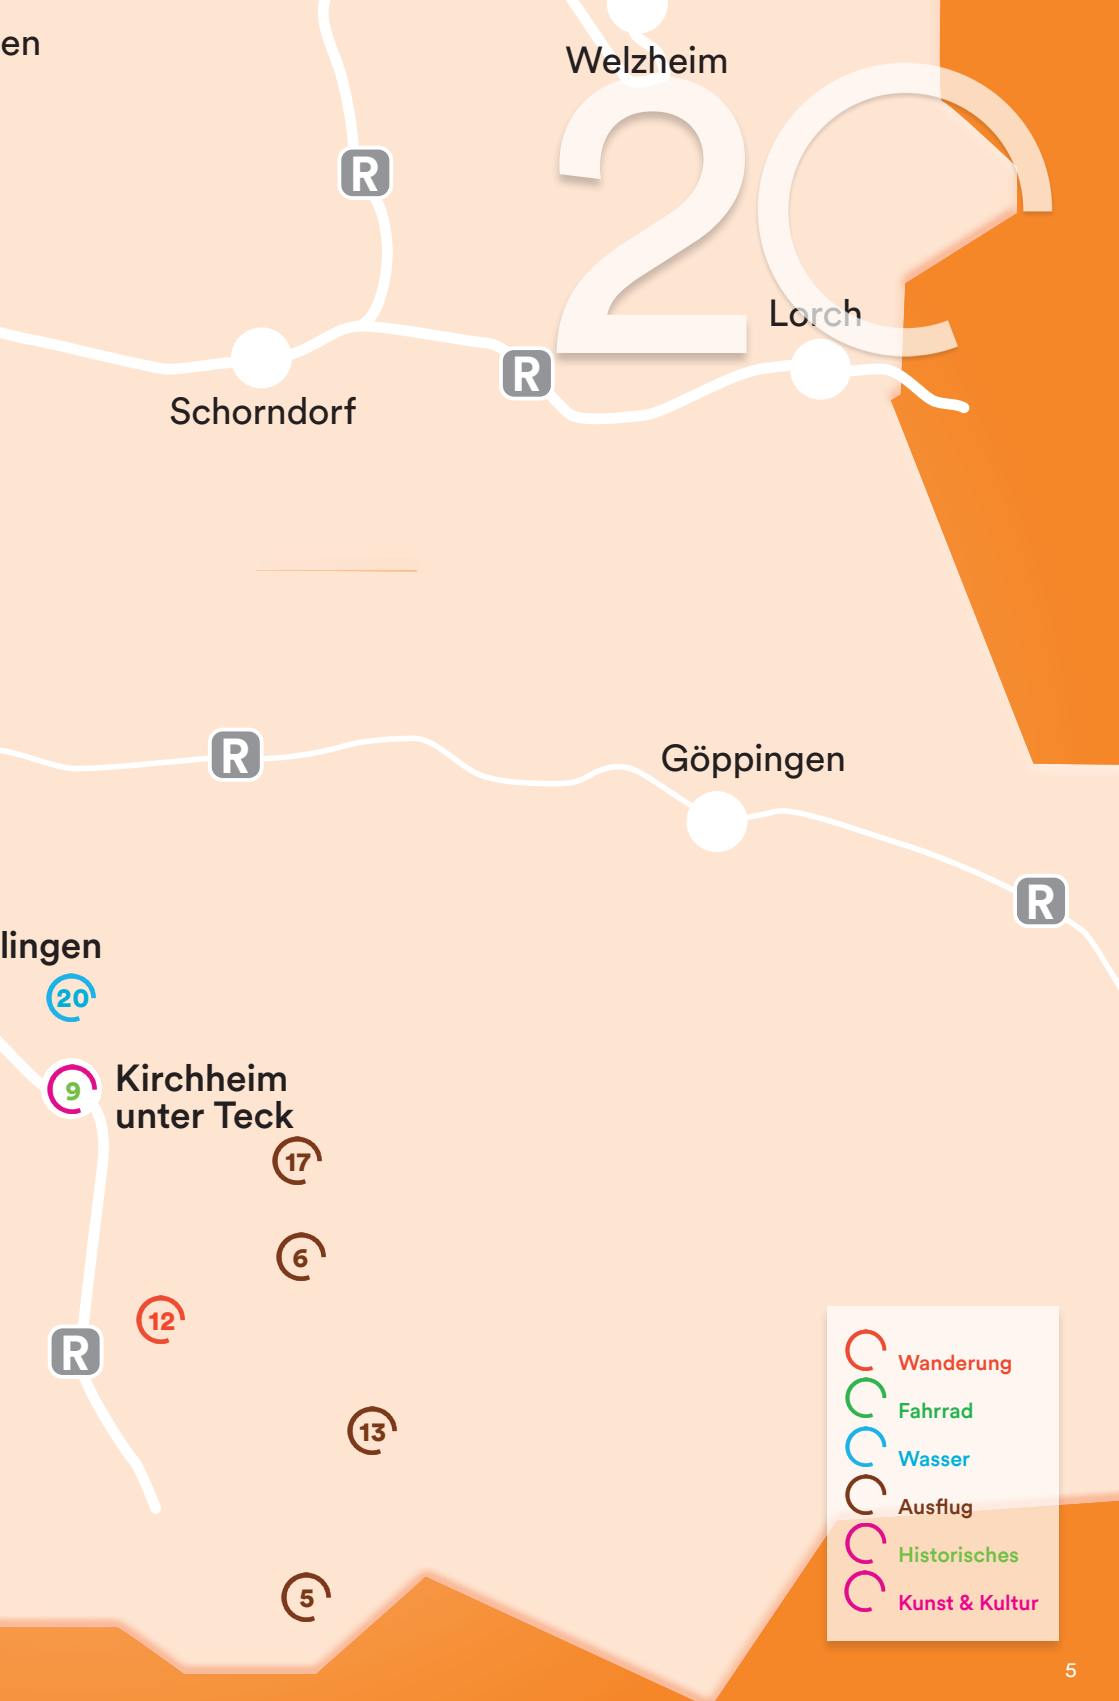 en
Welzheim
20
R
Lorch
R
Schorndorf
R
Göppingen
R
lingen
20
9
Kirchheim
unter Teck
17
6
12
R
13
5
Wanderung
Fahrrad
Wasser
Ausflug
Historisches
Kunst & Kultur
5